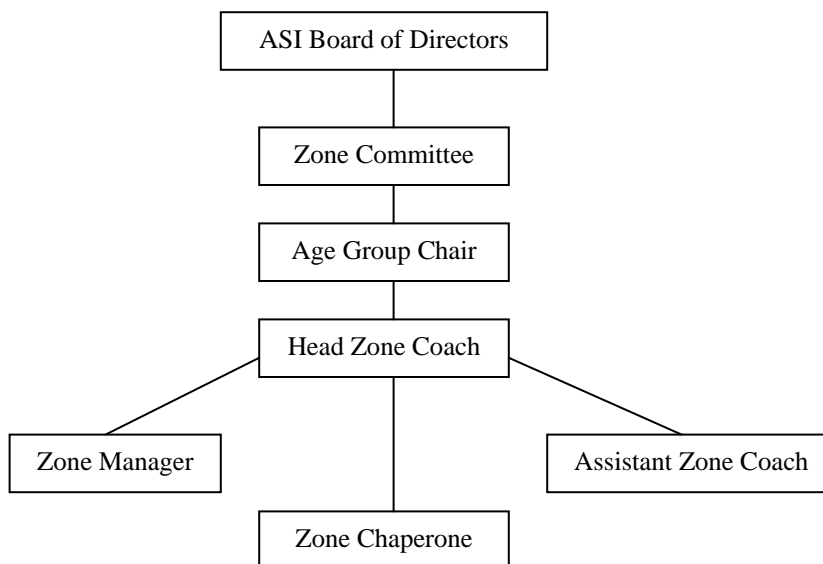 ASI Board of Directors
Zone Committee
Age Group Chair
Head Zone Coach
Zone Manager
Assistant Zone Coach
Zone Chaperone